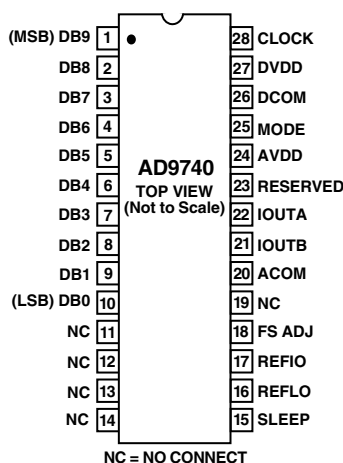 (MSB) DB9 1 28 CLOCK
DB8 2 27 DVDD
DB7 3 26 DCOM
DB6 4 25 MODE
DB5 5 24 AVDD
DB4 6 23 RESERVED
DB3 7 22 IOUTA
DB2 8 21 IOUTB
DB1 9 20 ACOM
(LSB) DB0 10 19 NC
NC 11 18 FS ADJ
NC 12 17 REFIO
NC 13 16 REFLO
NC 14 15 SLEEP
AD9740
TOP VIEW
(Not to Scale)
NC = NO CONNECT